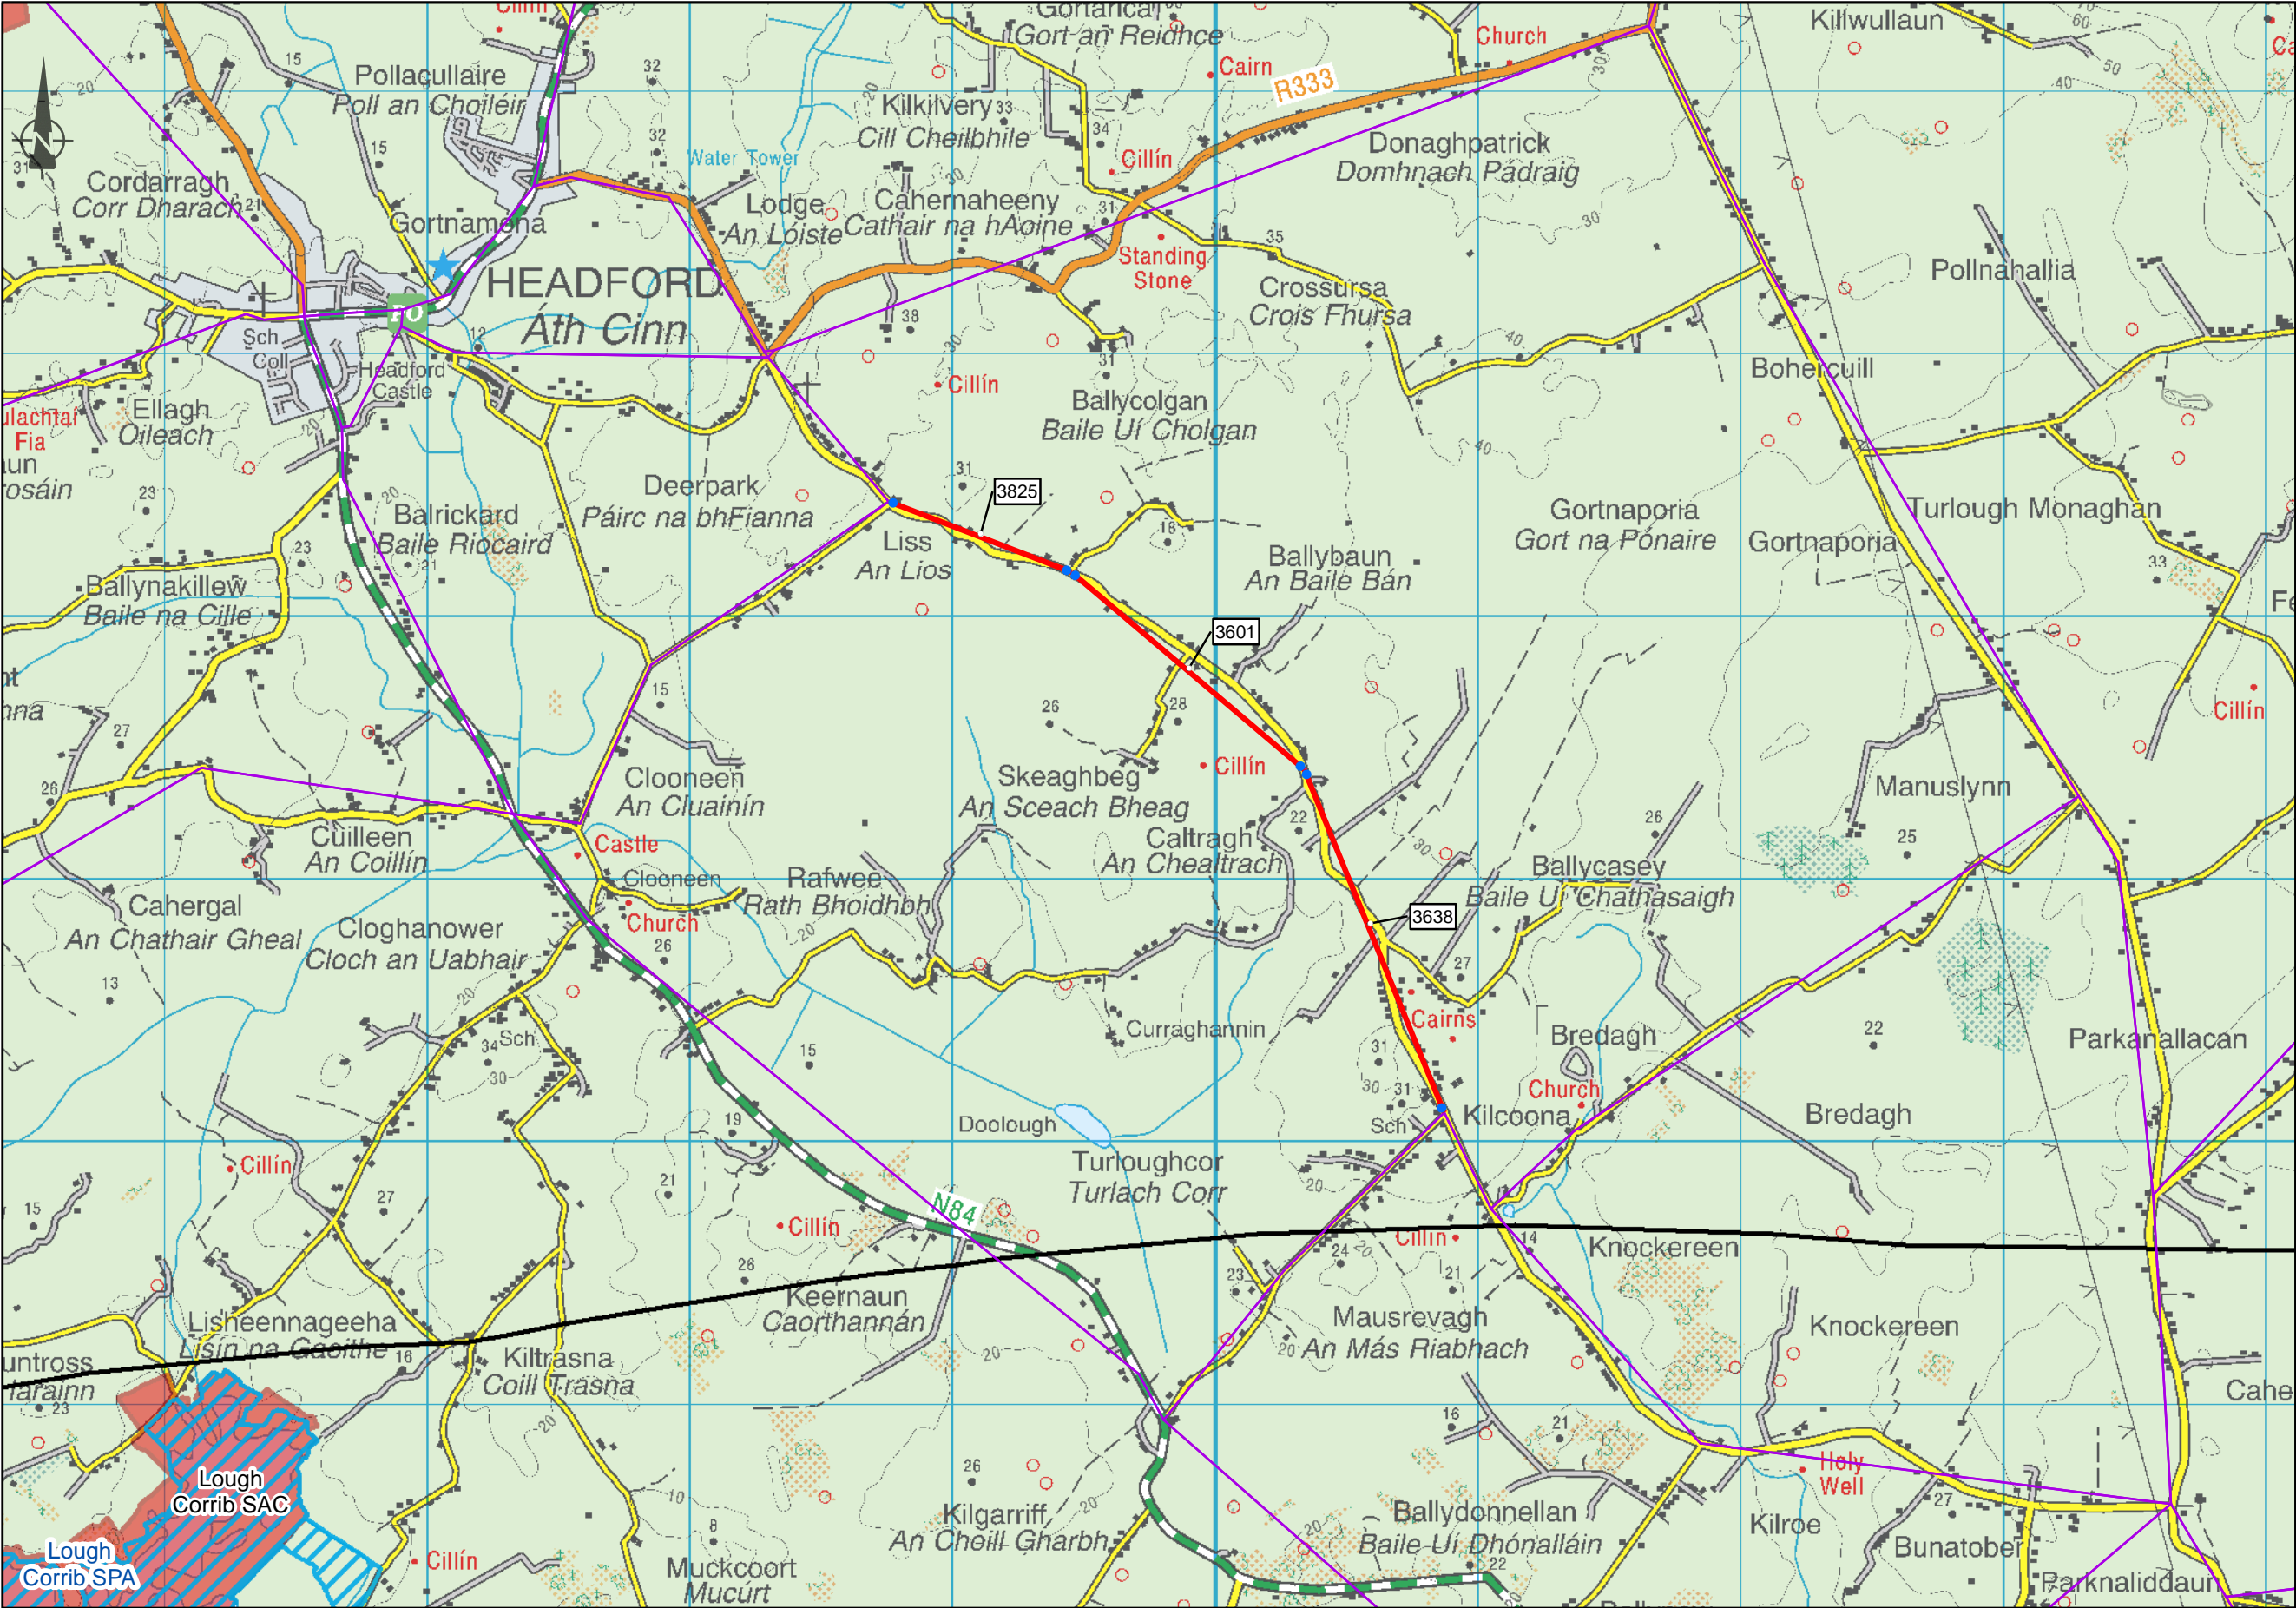 Cillín
Gort an Reidhce
Killwullaun
Church
Cairn
R333
Pollacullaire
Poll an Choiléir
Kilkilvery
Cill Cheilbhile
Donaghpatrick
Domhnach Pádraig
Water Tower
Cillín
Cordarragh
Corr Dharach
Gortnamona
Lodge
An Lóiste
Cahernaheeny
Cathair na hAoine
Standing
Stone
HEADFORD
Áth Cinn
Crossursa
Crois Fhursa
Pollnahallia
Sch
Coll
Headford
Castle
Cillín
Bohercuill
Ellagh
Oileach
Fia
Ballycolgan
Baile Uí Cholgan
3825
Deerpark
Páirc na bhFianna
Balrickard
Baile Riocaird
Liss
An Lios
Gortnaporia
Gort na Pónaire
Gortnaporia
Turlough Monaghan
Ballybaun
An Baile Bán
Ballynakillew
Baile na Cille
3601
Cillín
Cillín
Clooneen
An Cluainín
Skeaghbeg
An Sceach Bheag
Manuslynn
Cuilleen
An Coillín
Castle
Caltragh
An Chealtrach
Ballycasey
Baile Uí Chathasaigh
Clooneen
Church
Rafwee
Rath Bhoidhbh
3638
Cahergal
An Chathair Gheal
Cloghanower
Cloch an Uabhair
Cairns
Curraghannin
Bredagh
Parkanallacan
Sch
Church
Doolough
Sch
Kilcoona
Bredagh
Cillín
Turloughcor
Turlach Corr
N84
Cillín
Cillín
Knockereen
Keernaun
Caorthannán
Mausrevagh
An Más Riabhach
Knockereen
Lisheennageeha
Lisín na Gaoithe
Kiltrasna
Coill Trasna
Lough
Corrib SAC
Holy
Well
Kilgarriff
An Choill Gharbh
Ballydonnellan
Baile Uí Dhónalláin
Kilroe
Bunatober
Lough
Corrib SPA
Cillín
Muckcoort
Mucúrt
Parknaliddaun